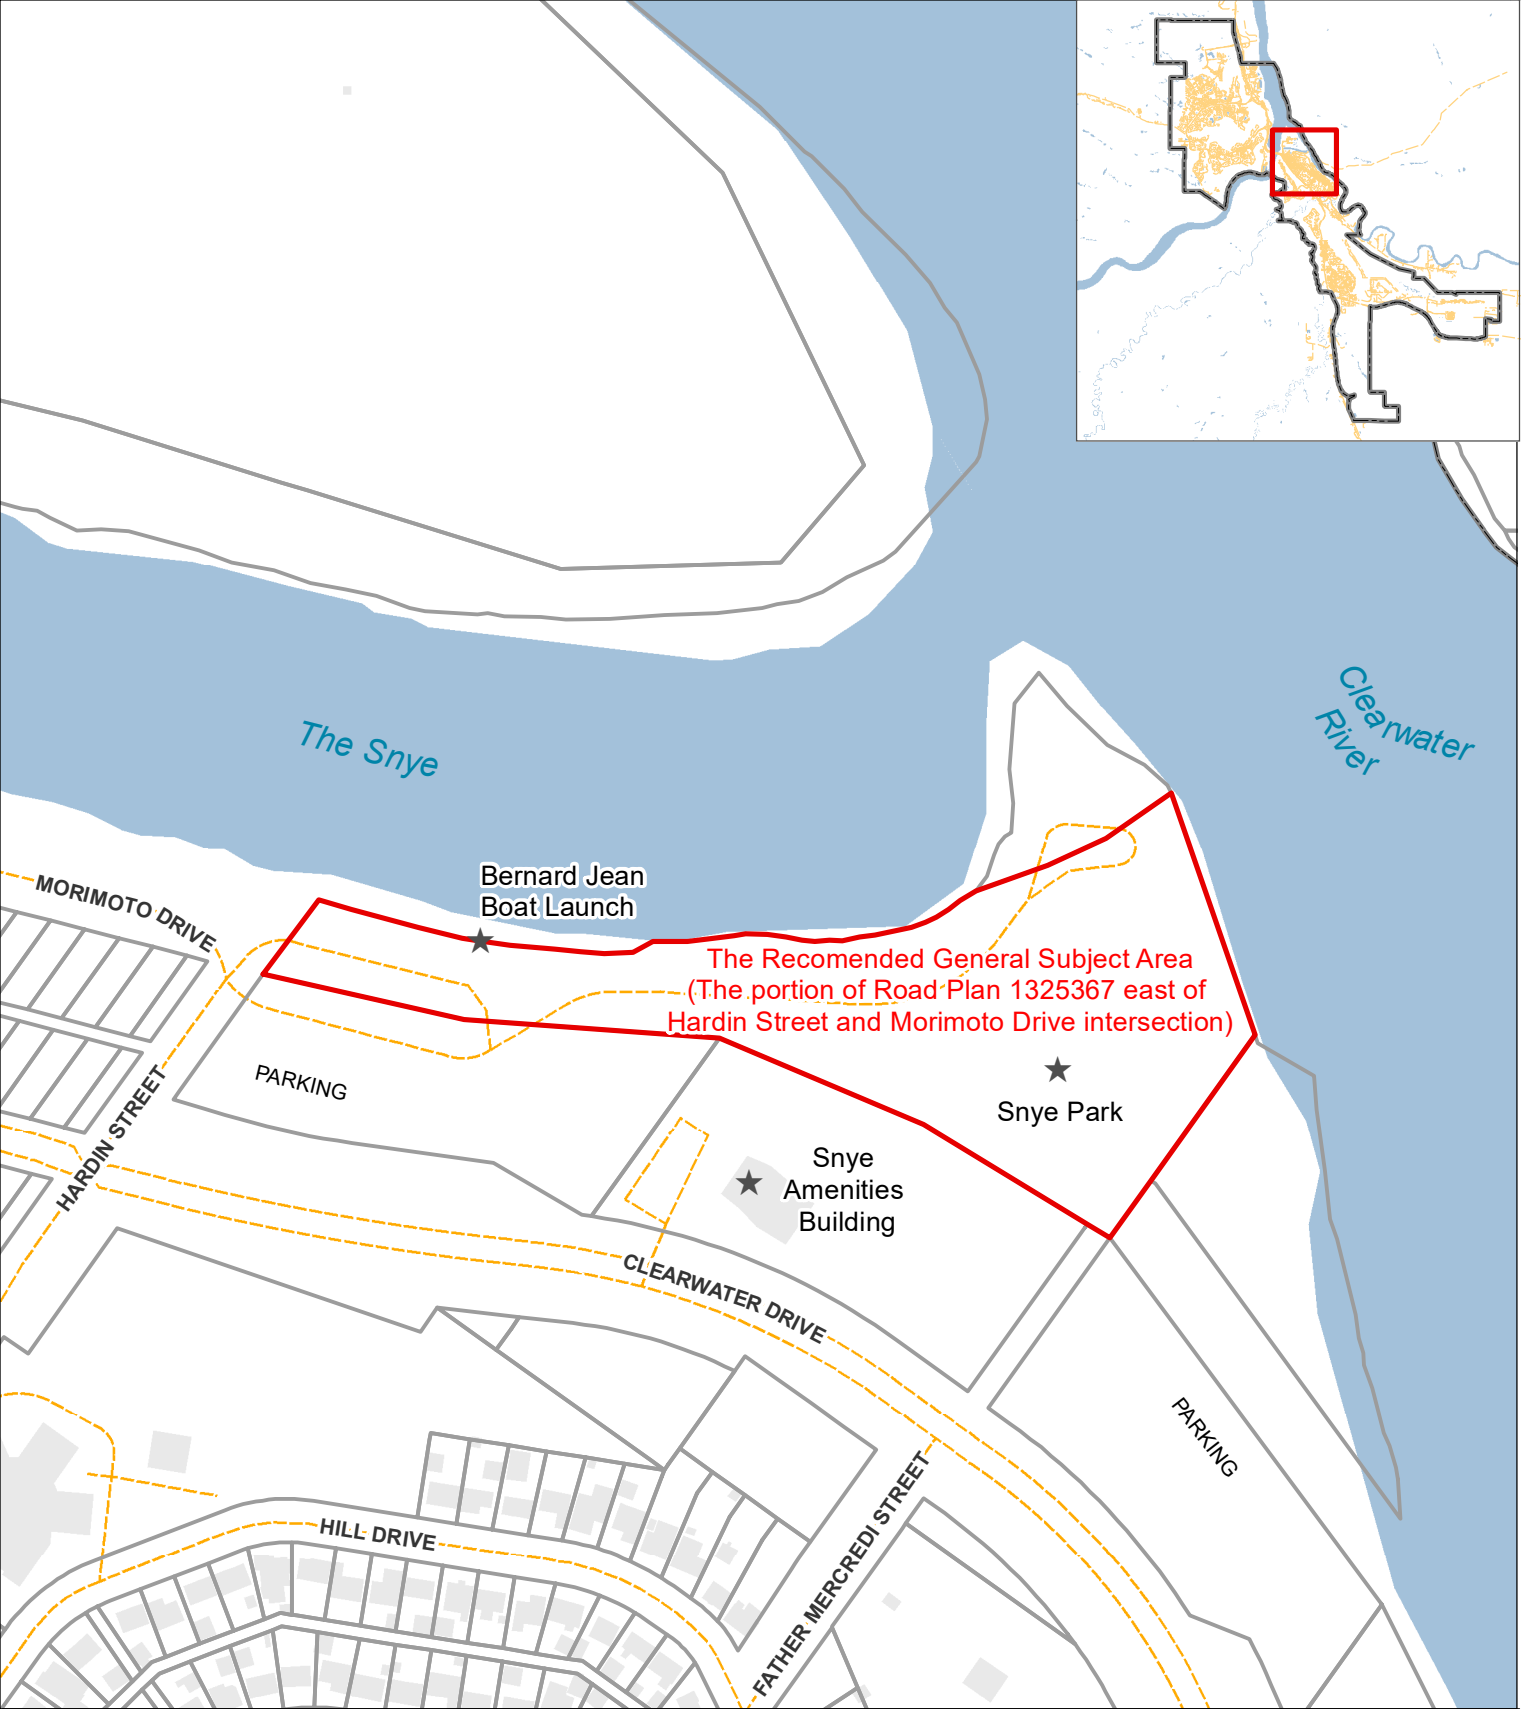 The Snye
Clearwater
River
MORIMOTO DRIVE
Bernard Jean
Boat Launch
The Recomended General Subject Area
(The portion of Road Plan 1325367 east of
Hardin Street and Morimoto Drive intersection)
PARKING
Snye Park
HARDIN STREET
Snye
Amenities
Building
CLEARWATER DRIVE
PARKING
HILL DRIVE
FATHER MERCREDI STREET